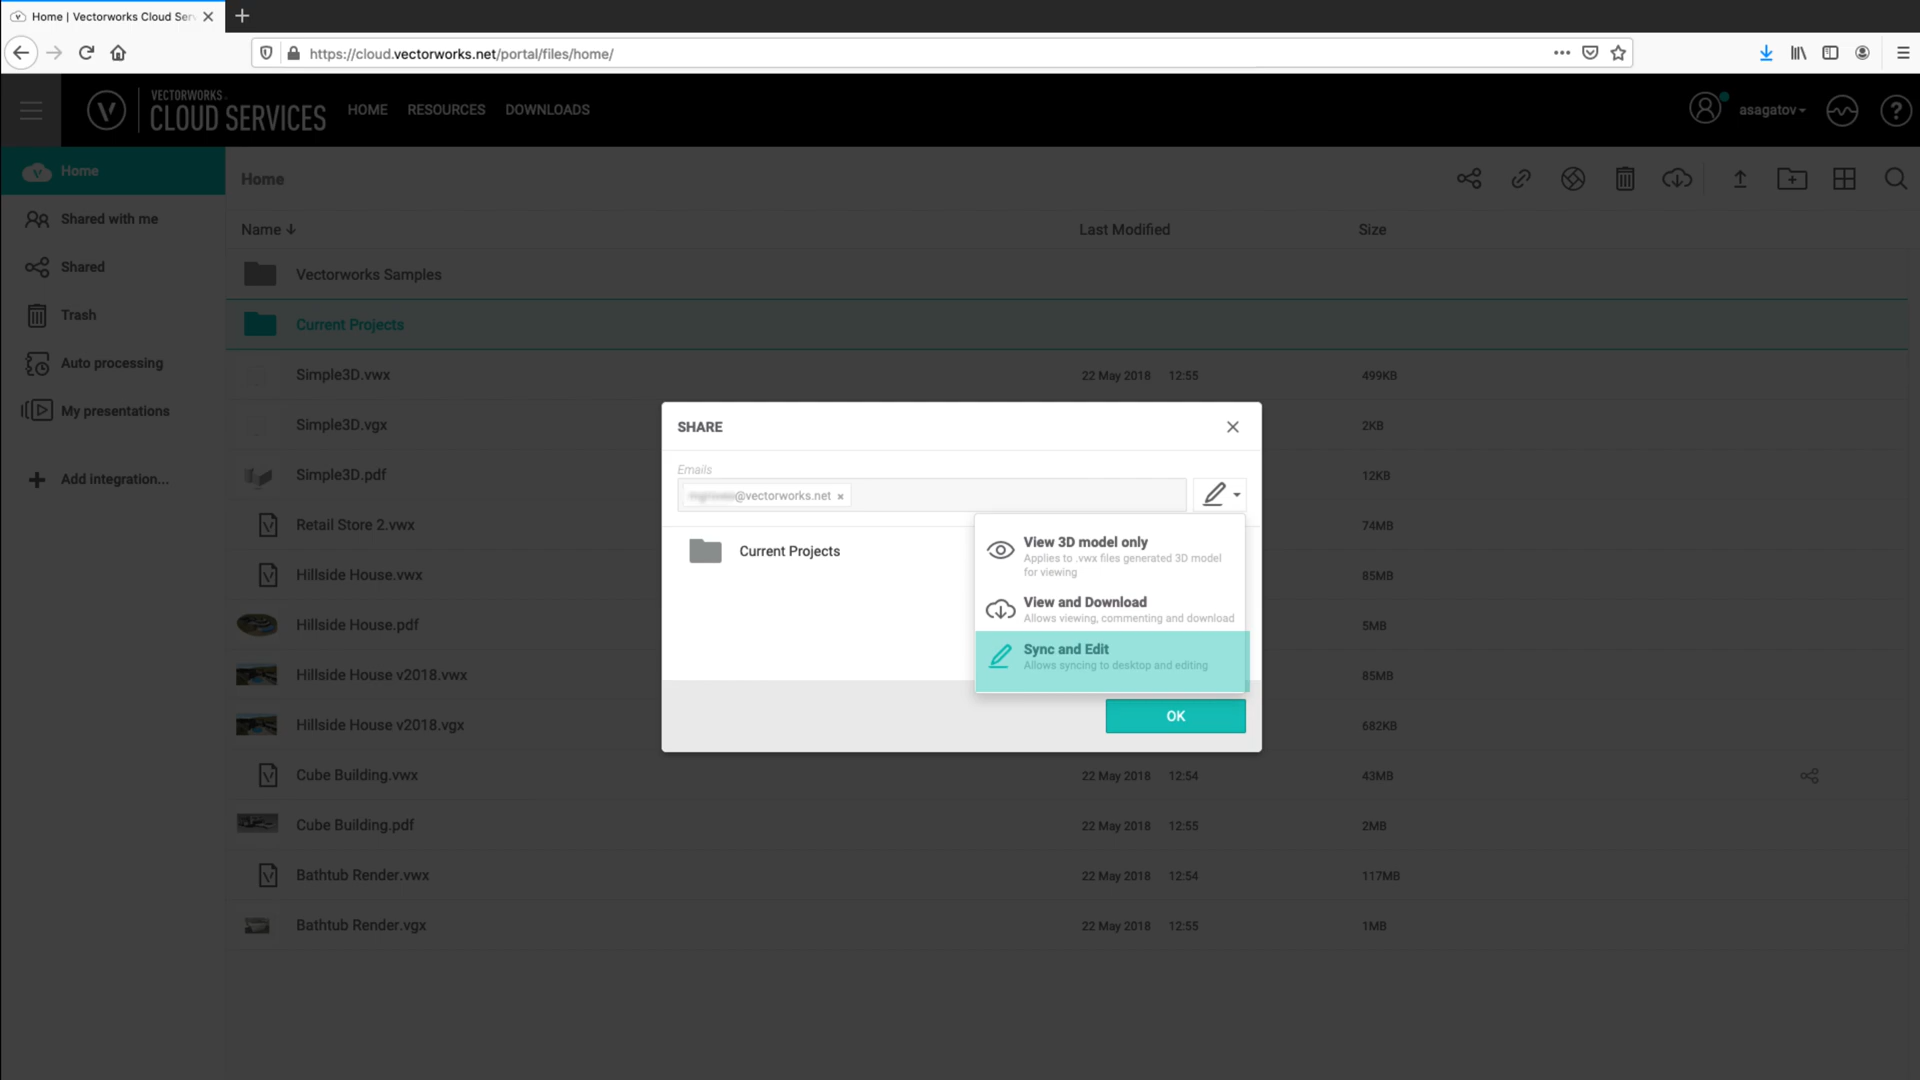 Home | Vectorworks Cloud Ser
https://cloud.vectorworks.net/portal/files/home/
VECTORWORKS
CLOUD SERVICES
HOME
RESOURCES
DOWNLOADS
asagatov
?
Home
Shared with me
Shared
Trash
Auto processing
My presentations
Add integration...
Home
Name
Last Modified
Size
Vectorworks Samples
Current Projects
Simple3D.vwx
22 May 2018
12:55
499KB
Simple3D.vgx
2KB
Simple3D.pdf
12KB
Retail Store 2.vwx
74MB
Hillside House.vwx
85MB
Hillside House.pdf
5MB
Hillside House v2018.vwx
85MB
Hillside House v2018.vgx
682KB
Cube Building.vwx
22 May 2018
12:54
43MB
Cube Building.pdf
22 May 2018
12:55
2MB
Bathtub Render.vwx
22 May 2018
12:54
117MB
Bathtub Render.vgx
22 May 2018
12:55
1MB
SHARE
Emails
@vectorworks.net
Current Projects
View 3D model only
Applies to .vwx files generated 3D model
for viewing
View and Download
Allows viewing, commenting and download
Sync and Edit
Allows syncing to desktop and editing
OK